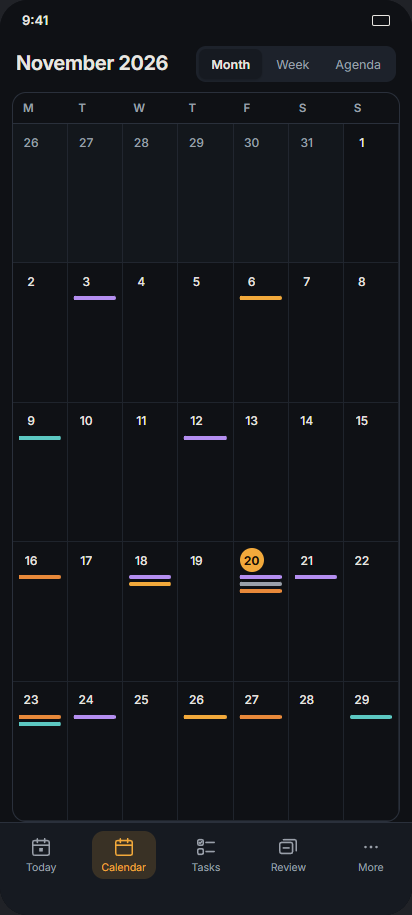 9:41
November 2026
Month Week Agenda
M T W T F S S
26 27 28 29 30 31 1
2 3 4 5 6 7 8
9 10 11 12 13 14 15
16 17 18 19 20 21 22
23 24 25 26 27 28 29
Today Calendar Tasks Review More